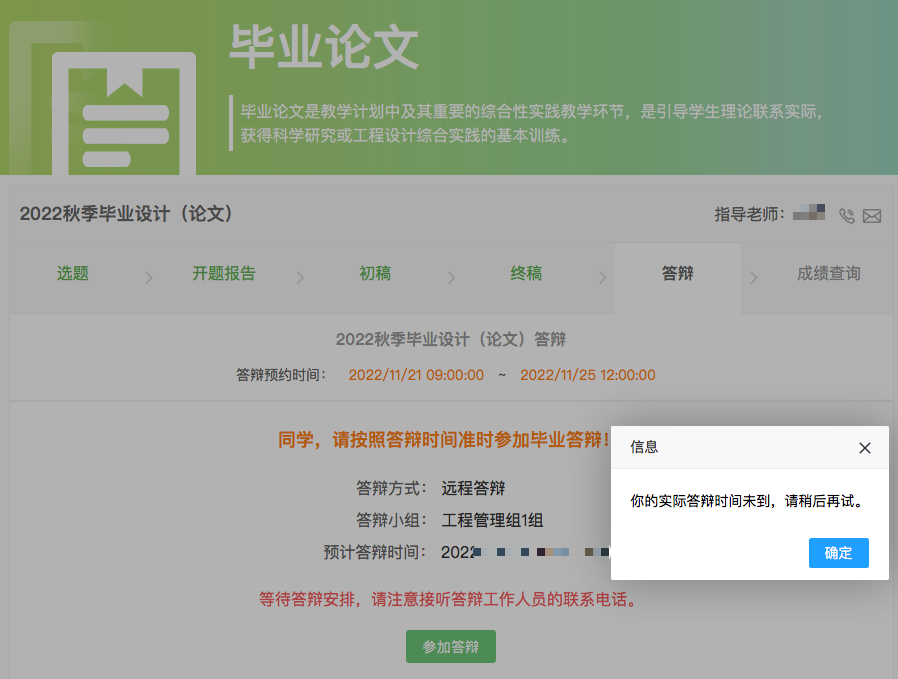 毕业论文
毕业论文是教学计划中及其重要的综合性实践教学环节，是引导学生理论联系实际，
获得科学研究或工程设计综合实践的基本训练。
2022秋季毕业设计（论文）
指导老师：
选题
开题报告
初稿
终稿
答辩
成绩查询
2022秋季毕业设计（论文）答辩
答辩预约时间： 2022/11/21 09:00:00 ~ 2022/11/25 12:00:00
同学，请按照答辩时间准时参加毕业答辩！
答辩方式： 远程答辩
答辩小组： 工程管理组1组
预计答辩时间： 2022
等待答辩安排，请注意接听答辩工作人员的联系电话。
参加答辩
信息
你的实际答辩时间未到，请稍后再试。
确定